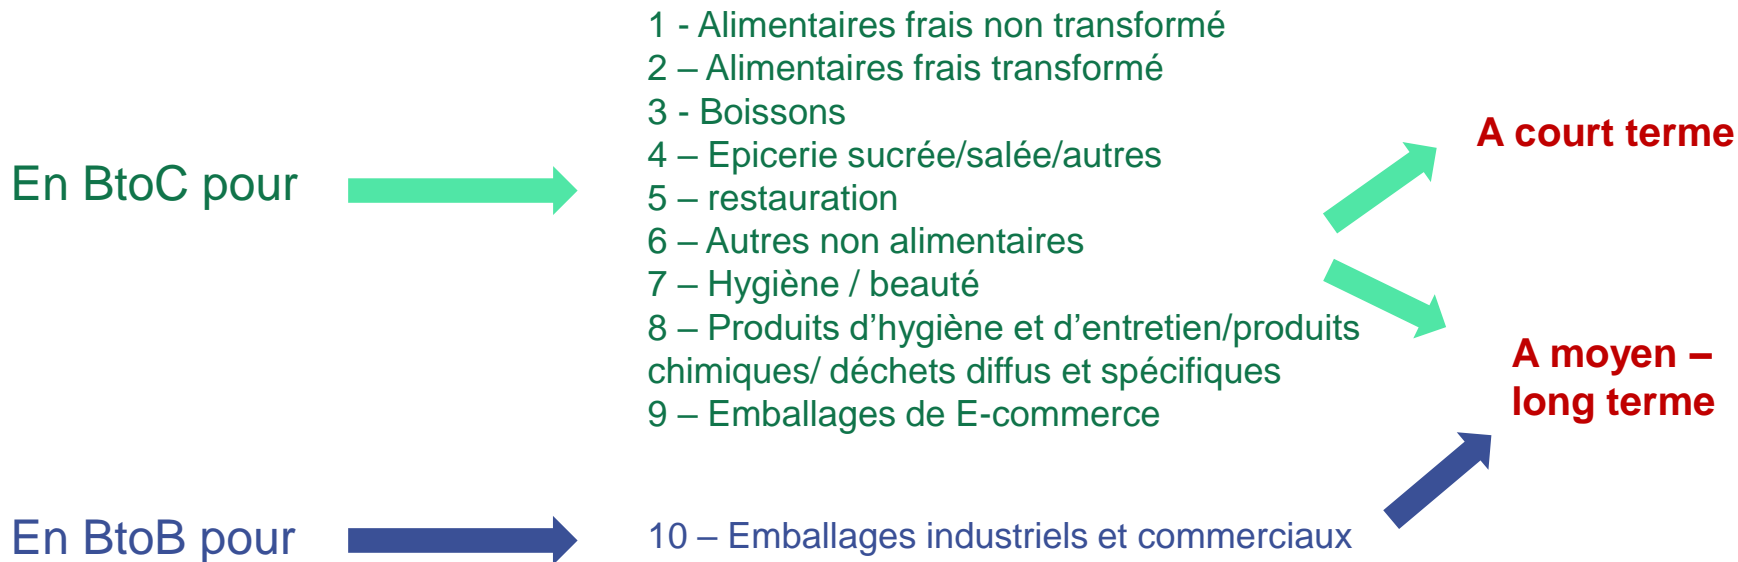 En BtoC pour
1 - Alimentaires frais non transformé
2 – Alimentaires frais transformé
3 - Boissons
4 – Epicerie sucrée/salée/autres
5 – restauration
6 – Autres non alimentaires
7 – Hygiène / beauté
8 – Produits d’hygiène et d’entretien/produits
chimiques/ déchets diffus et spécifiques
9 – Emballages de E-commerce
A court terme
A moyen –
long terme
En BtoB pour
10 – Emballages industriels et commerciaux